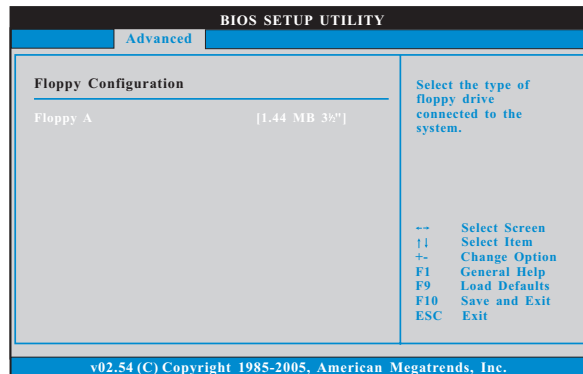 BIOS SETUP UTILITY
Advanced
Floppy Configuration
Floppy A [1.44 MB 3½"]
Select the type of
floppy drive
connected to the
system.
←→ Select Screen
↑↓ Select Item
+- Change Option
F1 General Help
F9 Load Defaults
F10 Save and Exit
ESC Exit
v02.54 (C) Copyright 1985-2005, American Megatrends, Inc.